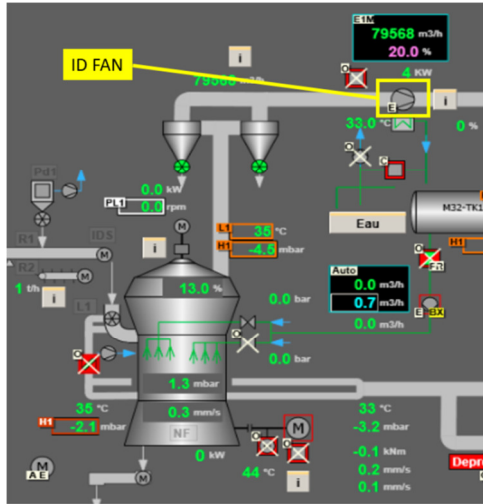 E1M
79568 m3/h
20.0 %
ID FAN
i
O
4 KW
E
i
33.0 °C
0 %
O
C
Pd1
0.0 kW
PL1
0.0 rpm
Eau
M32-TK1
R1
IDS
i
L1 35 °C
H1 -4.5 mbar
O
H1
R2
M
1 t/h
i
13.0 %
Auto
0.0 m3/h
0.7 m3/h
E
BX
L1
0.0 bar
O
0.0 m3/h
O
0.0 bar
1.3 mbar
35 °C
H1 -2.1 mbar
0.3 mm/s
33 °C
-3.2 mbar
NF
M
-0.1 kNm
0 kW
O
O
0.2 mm/s
Depre
M
A E
44 °C
i
0.1 mm/s
M